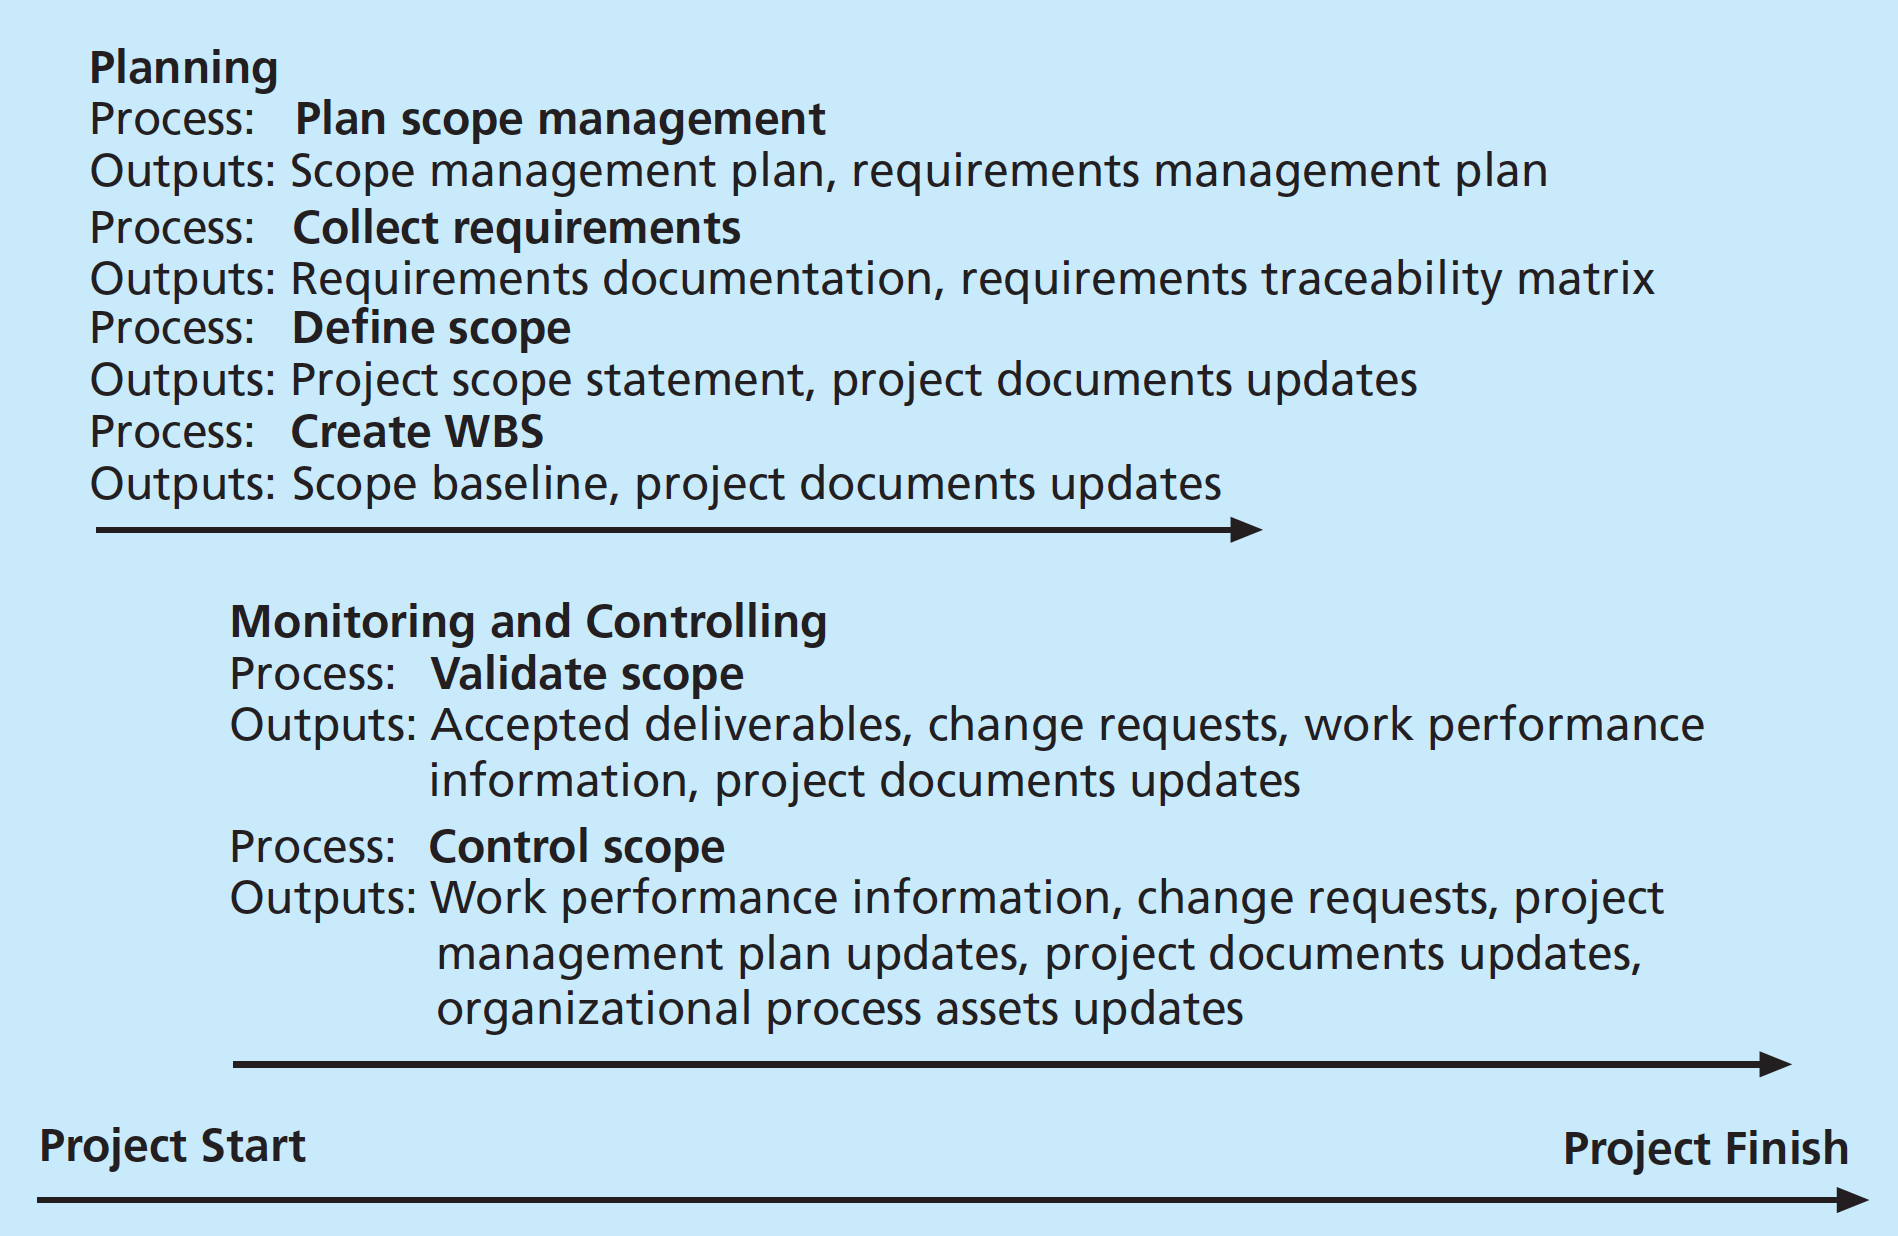 Planning
Process: Plan scope management
Outputs: Scope management plan, requirements management plan
Process: Collect requirements
Outputs: Requirements documentation, requirements traceability matrix
Process: Define scope
Outputs: Project scope statement, project documents updates
Process: Create WBS
Outputs: Scope baseline, project documents updates
Monitoring and Controlling
Process: Validate scope
Outputs: Accepted deliverables, change requests, work performance
information, project documents updates
Process: Control scope
Outputs: Work performance information, change requests, project
management plan updates, project documents updates,
organizational process assets updates
Project Start
Project Finish